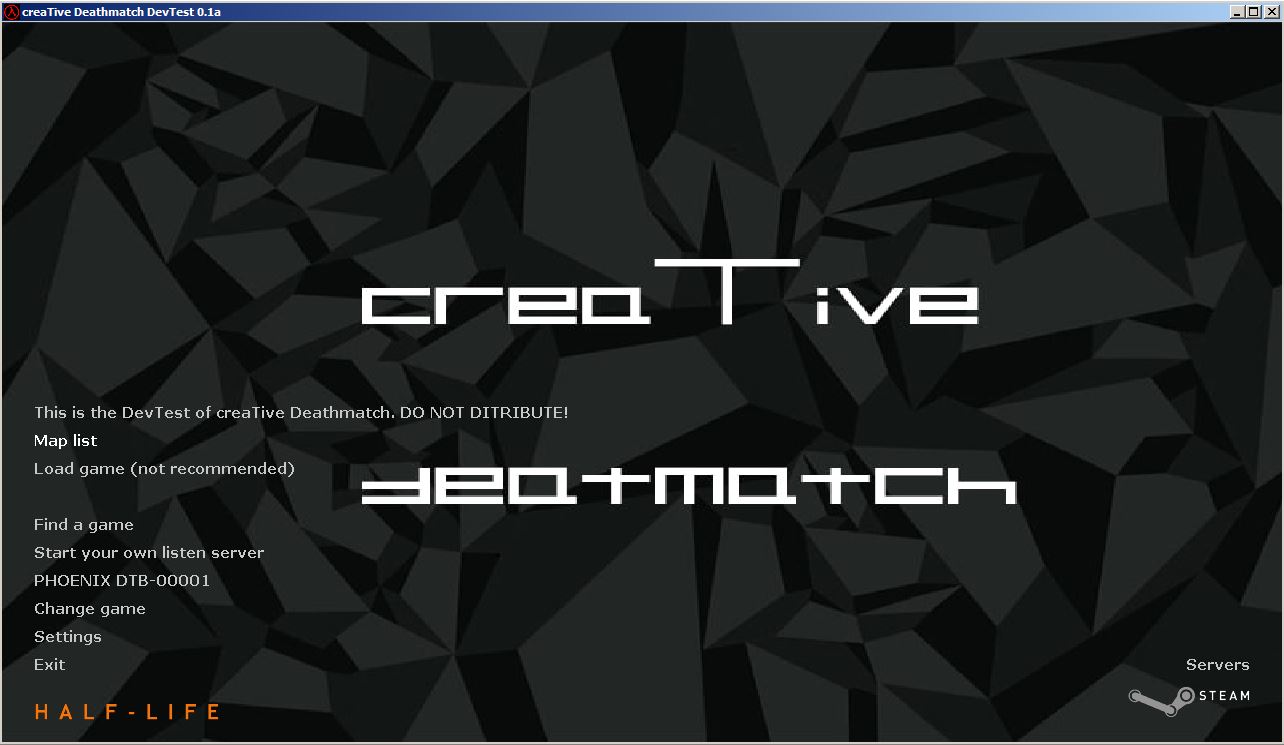 creaTive Deathmatch DevTest 0.1a
creaTive
deatmatch
This is the DevTest of creaTive Deathmatch. DO NOT DITRIBUTE!
Map list
Load game (not recommended)
Find a game
Start your own listen server
PHOENIX DTB-00001
Change game
Settings
Exit
Servers
HALF-LIFE
STEAM